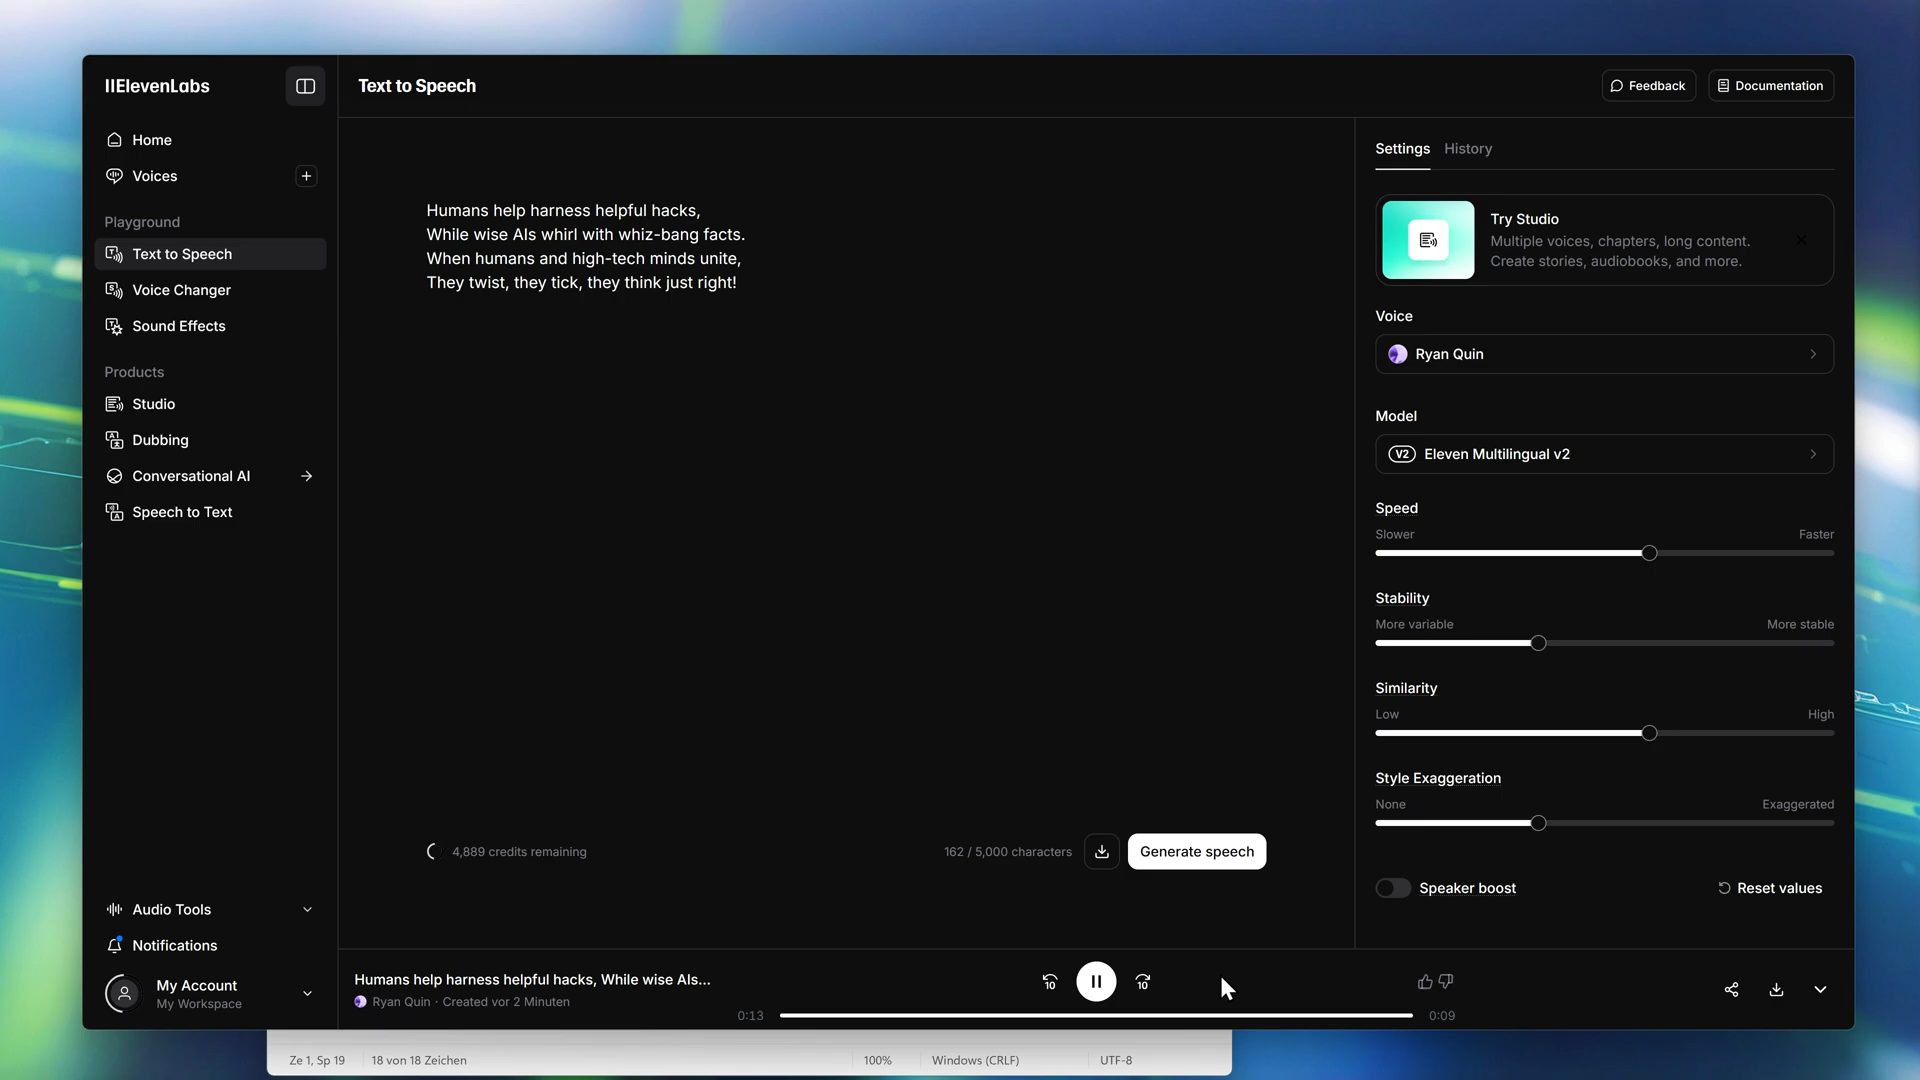 IIElevenLabs
Home
Voices
Playground
Text to Speech
Voice Changer
Sound Effects
Products
Studio
Dubbing
Conversational AI
Speech to Text
Audio Tools
Notifications
My Account
My Workspace
Text to Speech
Feedback
Documentation
Humans help harness helpful hacks,
While wise AIs whirl with whiz-bang facts.
When humans and high-tech minds unite,
They twist, they tick, they think just right!
4,889 credits remaining
162 / 5,000 characters
Generate speech
Settings
History
Try Studio
Multiple voices, chapters, long content.
Create stories, audiobooks, and more.
Voice
Ryan Quin
Model
V2 Eleven Multilingual v2
Speed
Slower Faster
Stability
More variable More stable
Similarity
Low High
Style Exaggeration
None Exaggerated
Speaker boost
Reset values
Humans help harness helpful hacks, While wise AIs...
Ryan Quin · Created vor 2 Minuten
10
10
0:13
0:09
Ze 1, Sp 19
18 von 18 Zeichen
100%
Windows (CRLF)
UTF-8